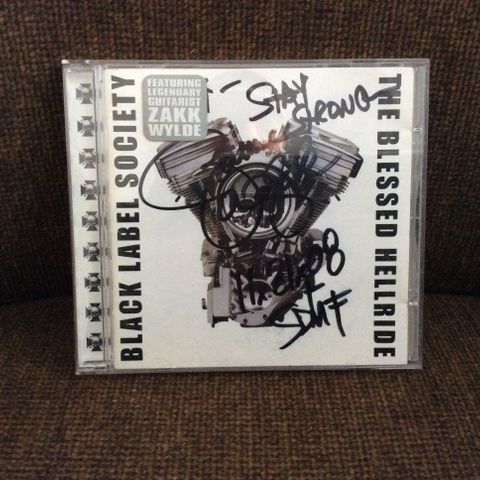 BLACK LABEL SOCIETY
FEATURING
LEGENDARY
GUITARIST
ZAKK
WYLDE
STAY
STRONG
SDMF
THE BLESSED HELLRIDE